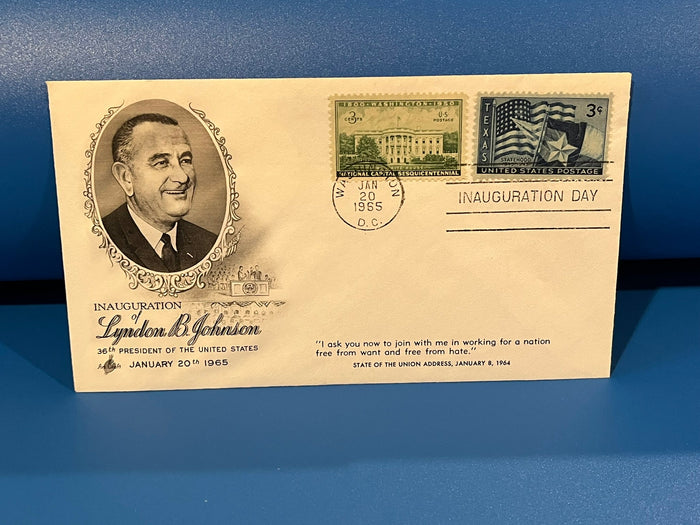 1800 - WASHINGTON - 1950
3 CENTS
U.S. POSTAGE
NATIONAL CAPITAL SESQUICENTENNIAL
TEXAS
3¢
STATEHOOD
UNITED STATES POSTAGE
WASHINGTON
JAN
20
1965
D.C.
INAUGURATION DAY
INAUGURATION
of
Lyndon B. Johnson
36th PRESIDENT OF THE UNITED STATES
JANUARY 20th 1965
"I ask you now to join with me in working for a nation
free from want and free from hate."
STATE OF THE UNION ADDRESS, JANUARY 8, 1964